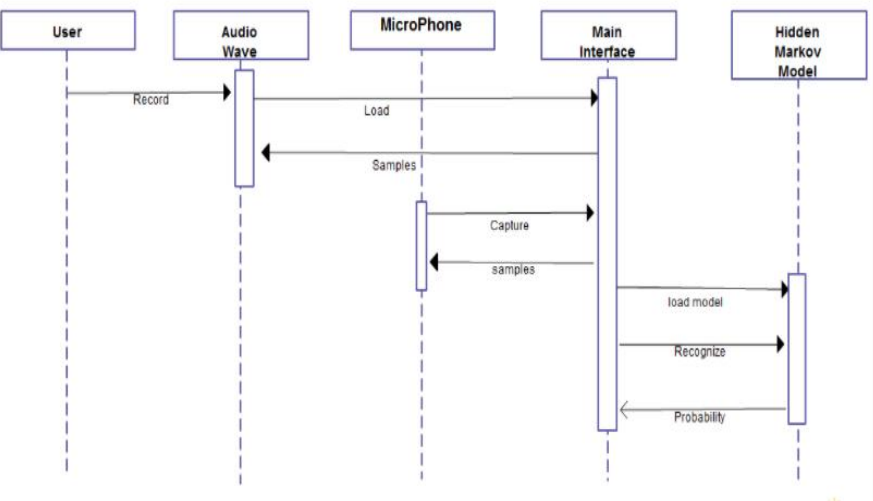 User
Audio
Wave
MicroPhone
Main
Interface
Hidden
Markov
Model
Record
Load
Samples
Capture
samples
load model
Recognize
Probability